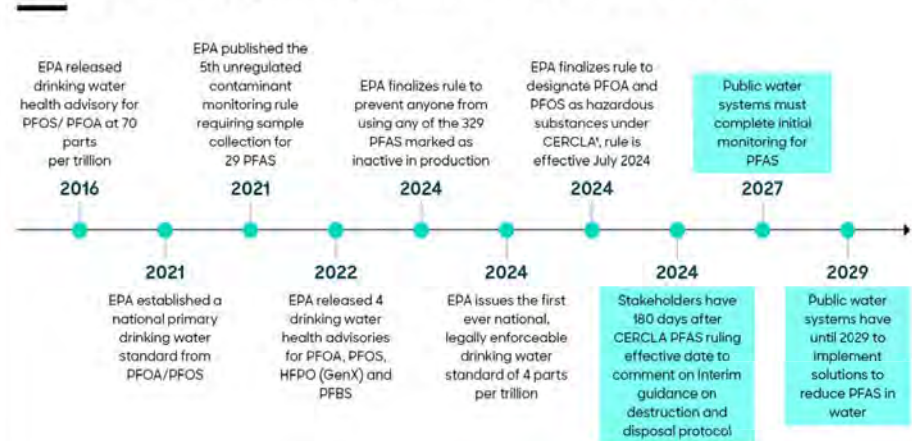 EPA released
drinking water
health advisory for
PFOS/ PFOA at 70
parts
per trillion
2016
EPA established a
national primary
drinking water
standard from
PFOA/PFOS
2021
EPA published the
5th unregulated
contaminant
monitoring rule
requiring sample
collection for
29 PFAS
2021
2022
EPA released 4
drinking water
health advisories
for PFOA, PFOS,
HFPO (GenX) and
PFBS
EPA finalizes rule to
prevent anyone from
using any of the 329
PFAS marked as
inactive in production
2024
2024
EPA issues the first
ever national,
legally enforceable
drinking water
standard of 4 parts
per trillion
EPA finalizes rule to
designate PFOA and
PFOS as hazardous
substances under
CERCLA¹, rule is
effective July 2024
2024
2024
Stakeholders have
180 days after
CERCLA PFAS ruling
effective date to
comment on Interim
guidance on
destruction and
disposal protocol
Public water
systems must
complete initial
monitoring for
PFAS
2027
2029
Public water
systems have
until 2029 to
implement
solutions to
reduce PFAS in
water